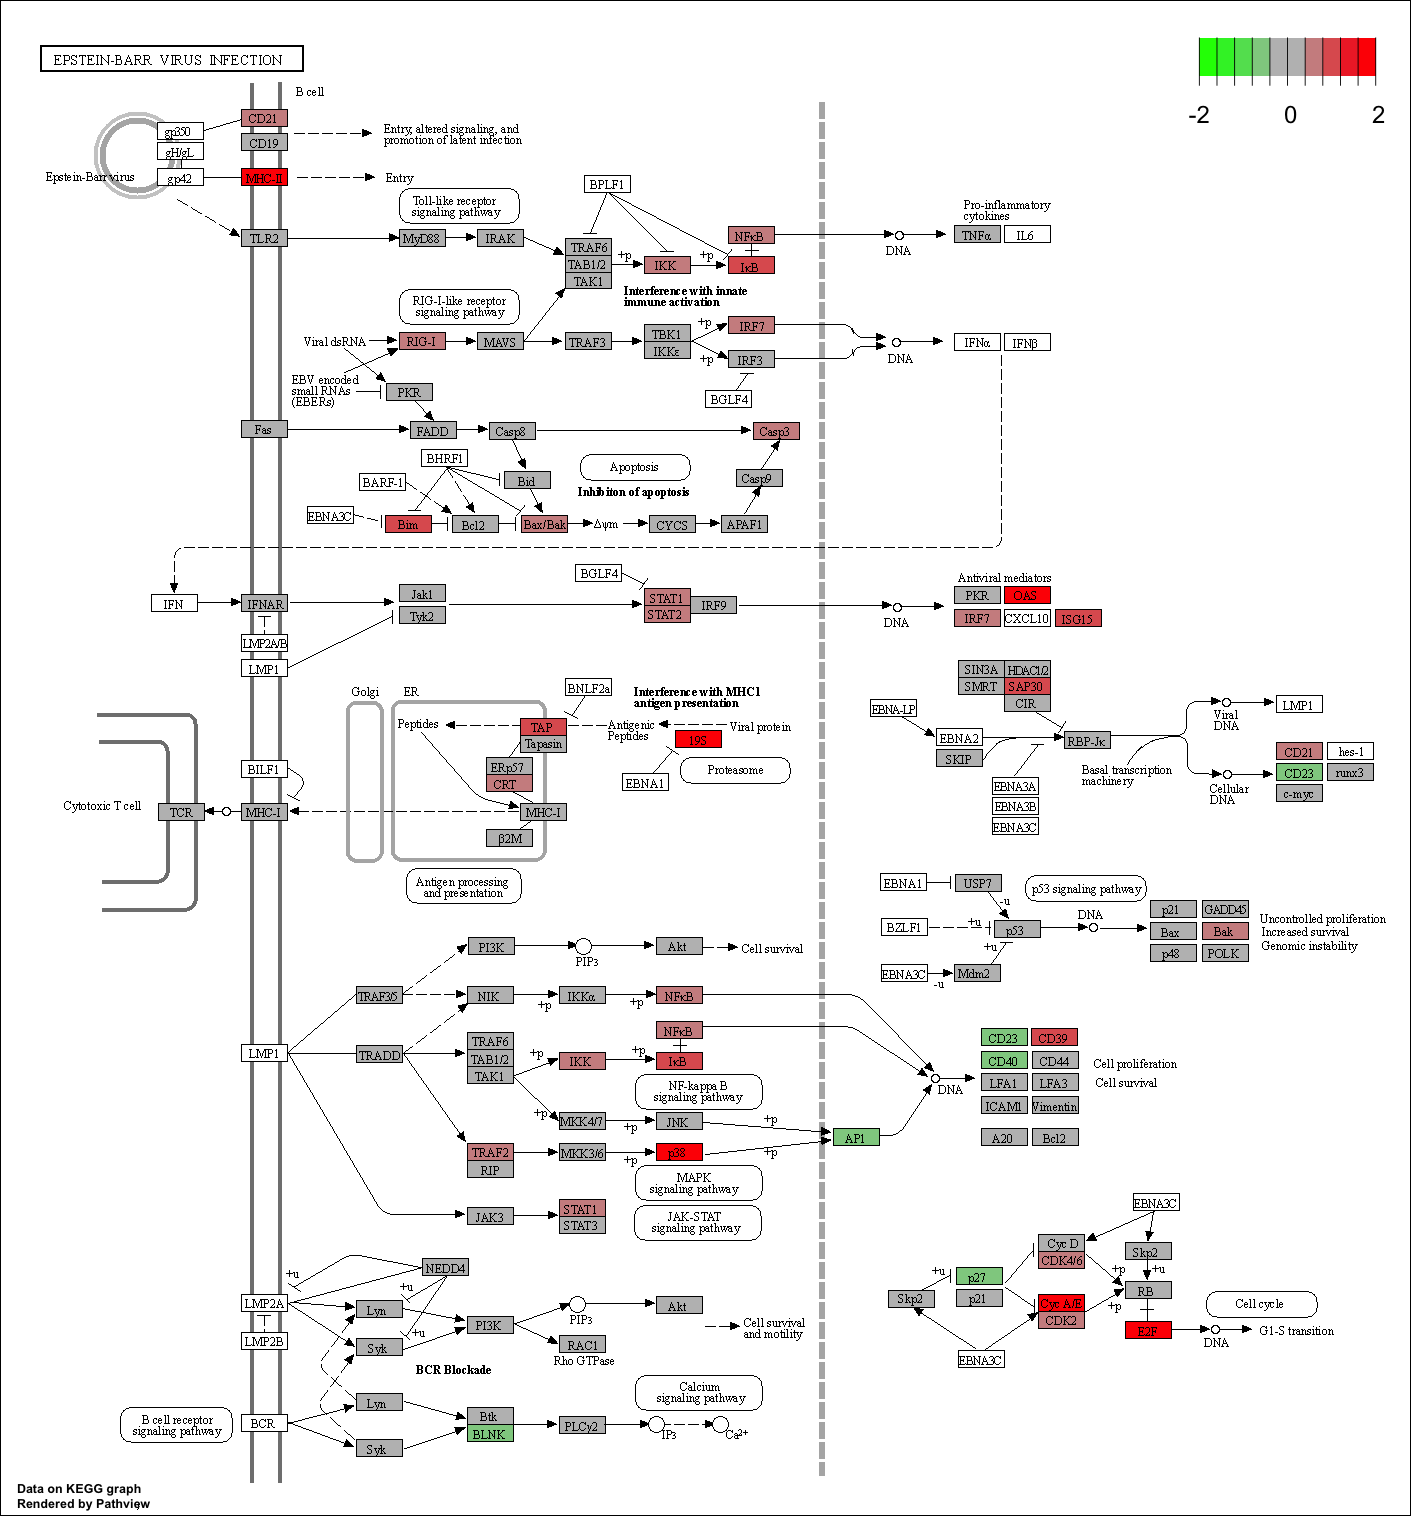 EPSTEIN-BARR VIRUS INFECTION
-2 0 2
B cell
CD21
gp350
CD19
gH/gL
Entry, altered signaling, and
promotion of latent infection
Epstein-Barr virus
gp42
MHC-II
Entry
Toll-like receptor
signaling pathway
BPLF1
Pro-inflammatory
cytokines
TLR2
MyD88
IRAK
TRAF6
TAB1/2
TAK1
+p
IKK
+p
NFκB
IκB
DNA
TNFα
IL6
Interference with innate
immune activation
RIG-I-like receptor
signaling pathway
Viral dsRNA
RIG-I
MAVS
TRAF3
TBK1
IKKε
+p
+p
IRF7
IRF3
DNA
IFNα
IFNβ
EBV encoded
small RNAs
(EBERs)
PKR
BGLF4
Fas
FADD
Casp8
Casp3
BHRF1
Apoptosis
BARF-1
Bid
Casp9
Inhibiton of apoptosis
EBNA3C
Bim
Bcl2
Bax/Bak
Δψm
CYCS
APAF1
BGLF4
Antiviral mediators
IFN
IFNAR
Jak1
Tyk2
STAT1
STAT2
IRF9
DNA
PKR
OAS
IRF7
CXCL10
ISG15
LMP2A/B
LMP1
Golgi
ER
BNLF2a
Interference with MHC1
antigen presentation
SIN3A
HDAC1/2
SMRT
SAP30
CIR
Peptides
TAP
Tapasin
Antigenic
Peptides
Viral protein
19S
EBNA-LP
EBNA2
SKIP
RBP-Jκ
Viral
DNA
LMP1
BILF1
ERp57
CRT
EBNA1
Proteasome
Basal transcription
machinery
Cellular
DNA
CD21
hes-1
CD23
runx3
c-myc
EBNA3A
EBNA3B
EBNA3C
Cytotoxic T cell
TCR
MHC-I
MHC-I
β2M
Antigen processing
and presentation
EBNA1
USP7
p53 signaling pathway
-u
BZLF1
+u
p53
DNA
+u
EBNA3C
-u
Mdm2
p21
GADD45
Bax
Bak
p48
POLK
Uncontrolled proliferation
Increased survival
Genomic instability
PI3K
PIP3
Akt
Cell survival
TRAF3/5
NIK
+p
IKKα
+p
NFκB
LMP1
TRADD
TRAF6
TAB1/2
TAK1
+p
IKK
+p
NFκB
IκB
NF-kappa B
signaling pathway
+p
MKK4/7
+p
JNK
+p
TRAF2
RIP
MKK3/6
+p
p38
+p
AP1
MAPK
signaling pathway
DNA
CD23
CD39
CD40
CD44
LFA1
LFA3
ICAM1
Vimentin
A20
Bcl2
Cell proliferation
Cell survival
JAK3
STAT1
STAT3
JAK-STAT
signaling pathway
EBNA3C
Cyc D
CDK4/6
Skp2
+p
+u
+u
p27
p21
Skp2
Cyc A/E
CDK2
+p
RB
E2F
DNA
Cell cycle
G1-S transition
EBNA3C
NEDD4
+u
+u
LMP2A
Lyn
+u
Syk
PI3K
PIP3
Akt
RAC1
Rho GTPase
Cell survival
and motility
LMP2B
BCR Blockade
Calcium
signaling pathway
B cell receptor
signaling pathway
BCR
Lyn
Syk
Btk
BLNK
PLCγ2
IP3
Ca2+
Data on KEGG graph
Rendered by Pathview